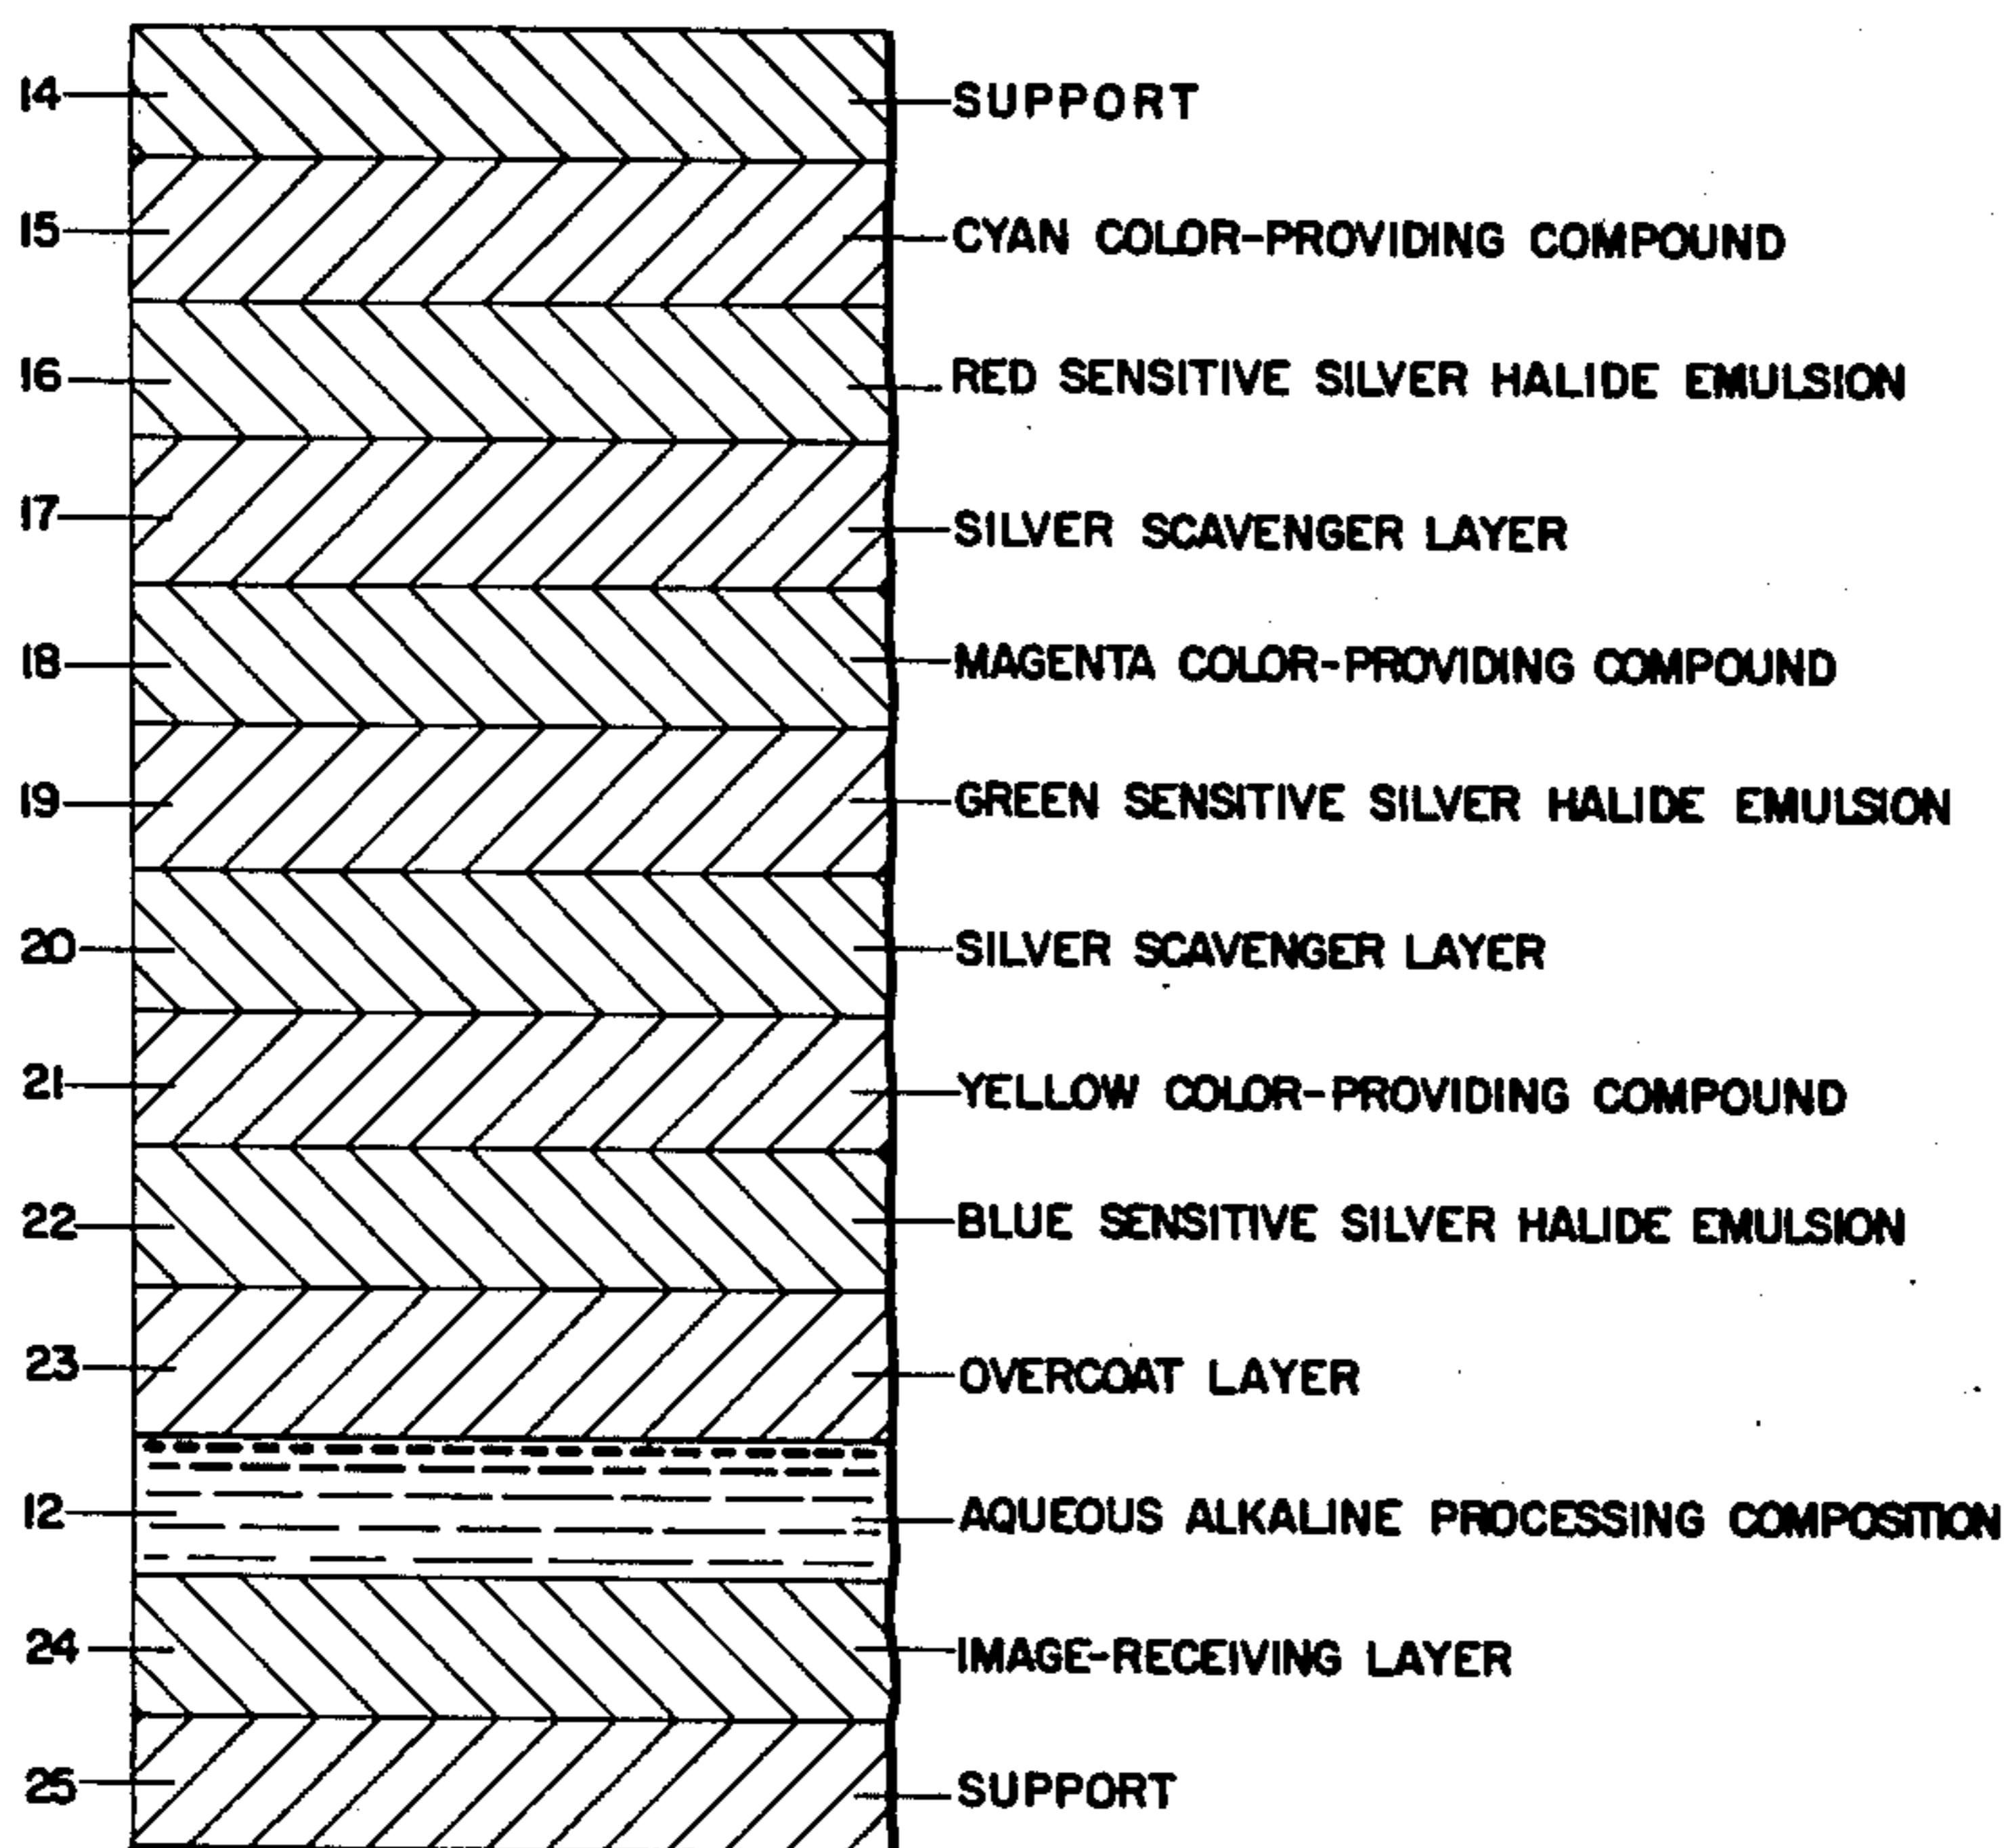 14 SUPPORT
15 CYAN COLOR-PROVIDING COMPOUND
16 RED SENSITIVE SILVER HALIDE EMULSION
17 SILVER SCAVENGER LAYER
18 MAGENTA COLOR-PROVIDING COMPOUND
19 GREEN SENSITIVE SILVER HALIDE EMULSION
20 SILVER SCAVENGER LAYER
21 YELLOW COLOR-PROVIDING COMPOUND
22 BLUE SENSITIVE SILVER HALIDE EMULSION
23 OVERCOAT LAYER
12 AQUEOUS ALKALINE PROCESSING COMPOSITION
24 IMAGE-RECEIVING LAYER
25 SUPPORT